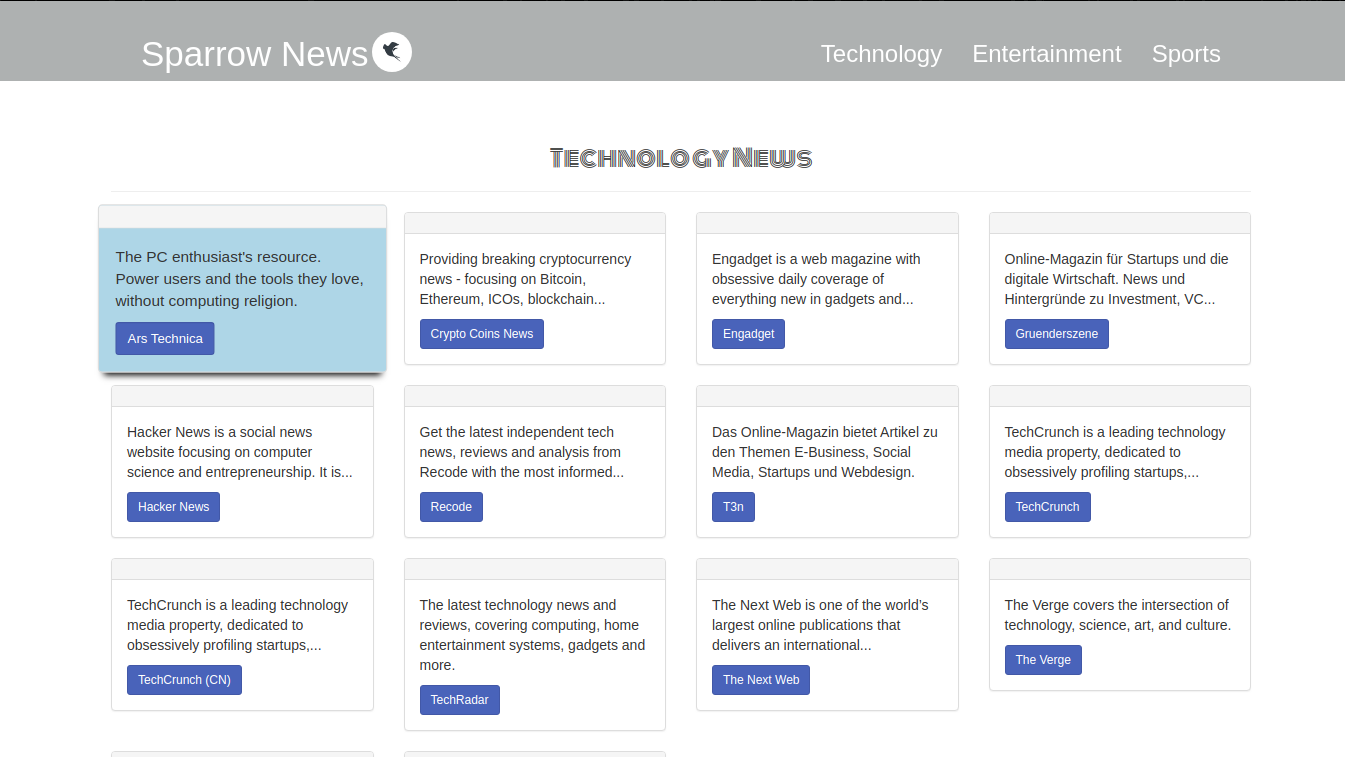 Sparrow News
Technology Entertainment Sports
Technology News
The PC enthusiast's resource.
Power users and the tools they love,
without computing religion.
Ars Technica
Providing breaking cryptocurrency
news - focusing on Bitcoin,
Ethereum, ICOs, blockchain...
Crypto Coins News
Engadget is a web magazine with
obsessive daily coverage of
everything new in gadgets and...
Engadget
Online-Magazin für Startups und die
digitale Wirtschaft. News und
Hintergründe zu Investment, VC...
Gruenderszene
Hacker News is a social news
website focusing on computer
science and entrepreneurship. It is...
Hacker News
Get the latest independent tech
news, reviews and analysis from
Recode with the most informed...
Recode
Das Online-Magazin bietet Artikel zu
den Themen E-Business, Social
Media, Startups und Webdesign.
T3n
TechCrunch is a leading technology
media property, dedicated to
obsessively profiling startups,...
TechCrunch
TechCrunch is a leading technology
media property, dedicated to
obsessively profiling startups,...
TechCrunch (CN)
The latest technology news and
reviews, covering computing, home
entertainment systems, gadgets and
more.
TechRadar
The Next Web is one of the world’s
largest online publications that
delivers an international...
The Next Web
The Verge covers the intersection of
technology, science, art, and culture.
The Verge